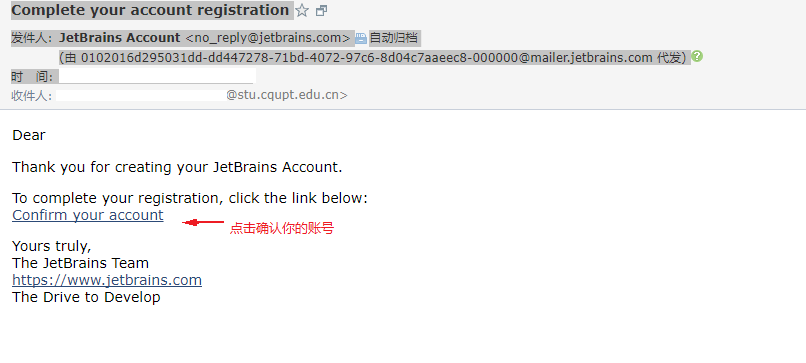 Complete your account registration
发件人: JetBrains Account <no_reply@jetbrains.com> 自动归档
(由 0102016d295031dd-dd447278-71bd-4072-97c6-8d04c7aaeec8-000000@mailer.jetbrains.com 代发)
时 间:
收件人: @stu.cqupt.edu.cn>
Dear
Thank you for creating your JetBrains Account.
To complete your registration, click the link below:
Confirm your account
点击确认你的账号
Yours truly,
The JetBrains Team
https://www.jetbrains.com
The Drive to Develop